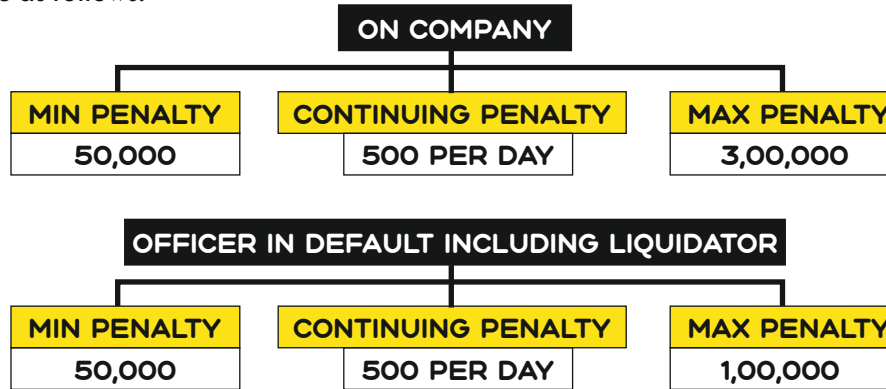 ON COMPANY
MIN PENALTY CONTINUING PENALTY MAX PENALTY
50,000 500 PER DAY 3,00,000
OFFICER IN DEFAULT INCLUDING LIQUIDATOR
MIN PENALTY CONTINUING PENALTY MAX PENALTY
50,000 500 PER DAY 1,00,000